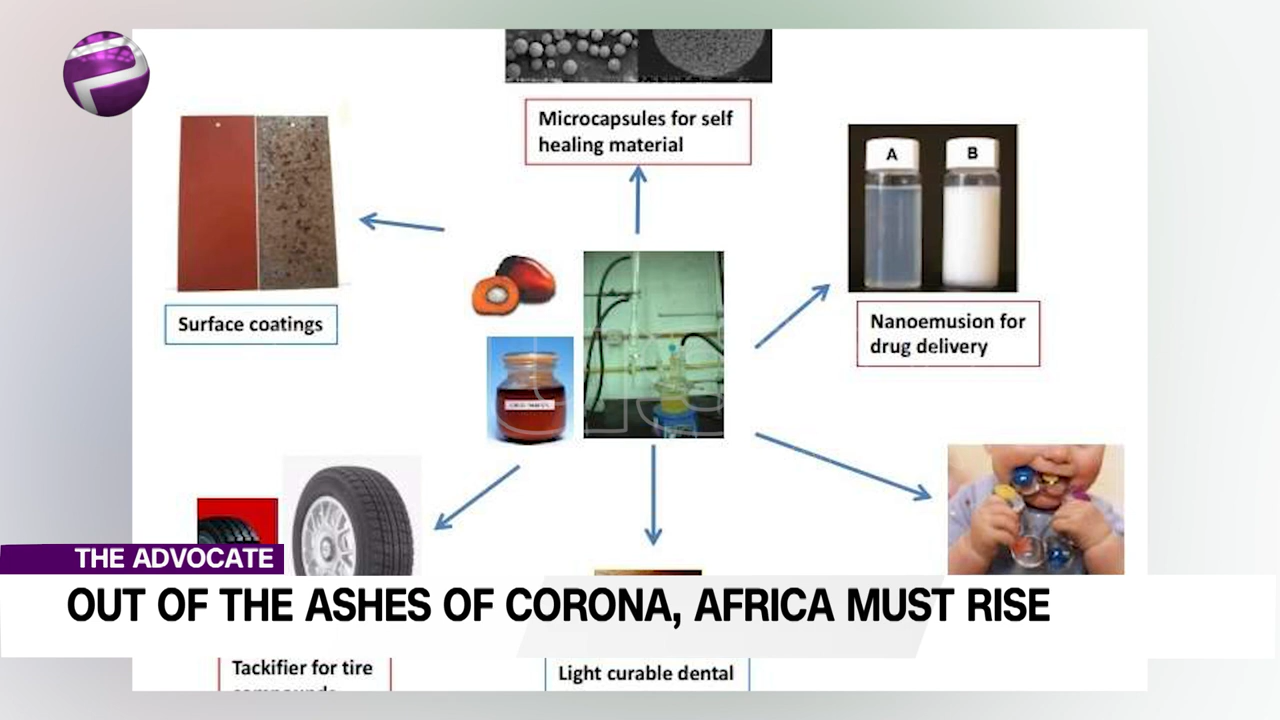 Microcapsules for self
healing material
A
B
Surface coatings
Nanoemusion for
drug delivery
THE ADVOCATE
OUT OF THE ASHES OF CORONA, AFRICA MUST RISE
Tackifier for tire
compounds
Light curable dental